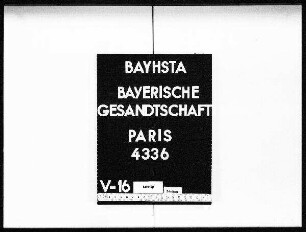 BAYHSTA
BAYERISCHE
GESANDTSCHAFT
PARIS
4336
V-16